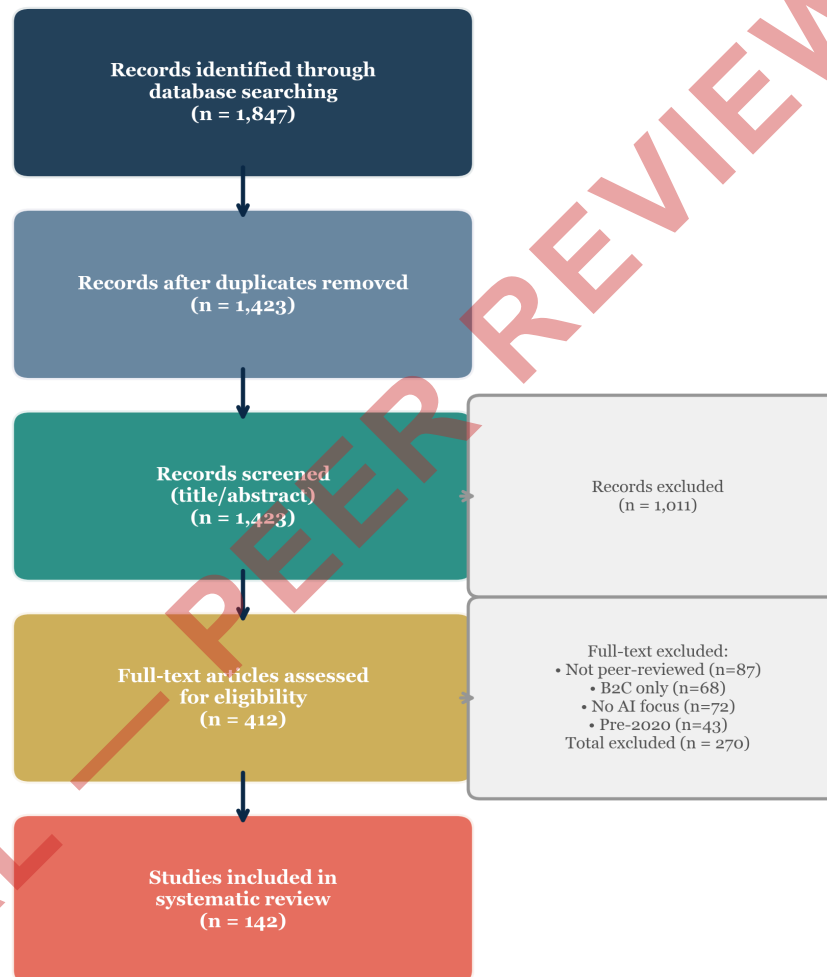 Records identified through
database searching
(n = 1,847)
Records after duplicates removed
(n = 1,423)
Records screened
(title/abstract)
(n = 1,423)
Records excluded
(n = 1,011)
Full-text articles assessed
for eligibility
(n = 412)
Full-text excluded:
• Not peer-reviewed (n=87)
• B2C only (n=68)
• No AI focus (n=72)
• Pre-2020 (n=43)
Total excluded (n = 270)
Studies included in
systematic review
(n = 142)
— PEER REVIEW